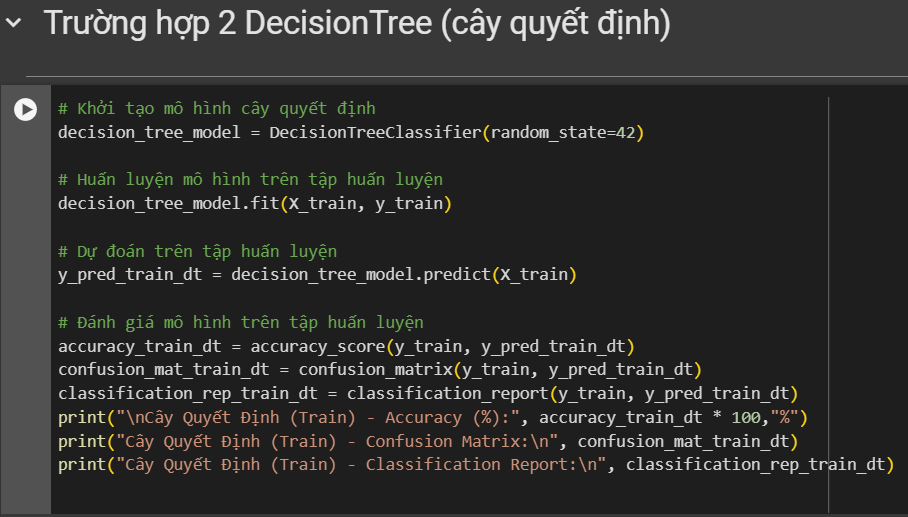 Trường hợp 2 DecisionTree (cây quyết định)
# Khởi tạo mô hình cây quyết định
decision_tree_model = DecisionTreeClassifier(random_state=42)
# Huấn luyện mô hình trên tập huấn luyện
decision_tree_model.fit(X_train, y_train)
# Dự đoán trên tập huấn luyện
y_pred_train_dt = decision_tree_model.predict(X_train)
# Đánh giá mô hình trên tập huấn luyện
accuracy_train_dt = accuracy_score(y_train, y_pred_train_dt)
confusion_mat_train_dt = confusion_matrix(y_train, y_pred_train_dt)
classification_rep_train_dt = classification_report(y_train, y_pred_train_dt)
print("\nCây Quyết Định (Train) - Accuracy (%):", accuracy_train_dt * 100,"%")
print("Cây Quyết Định (Train) - Confusion Matrix:\n", confusion_mat_train_dt)
print("Cây Quyết Định (Train) - Classification Report:\n", classification_rep_train_dt)